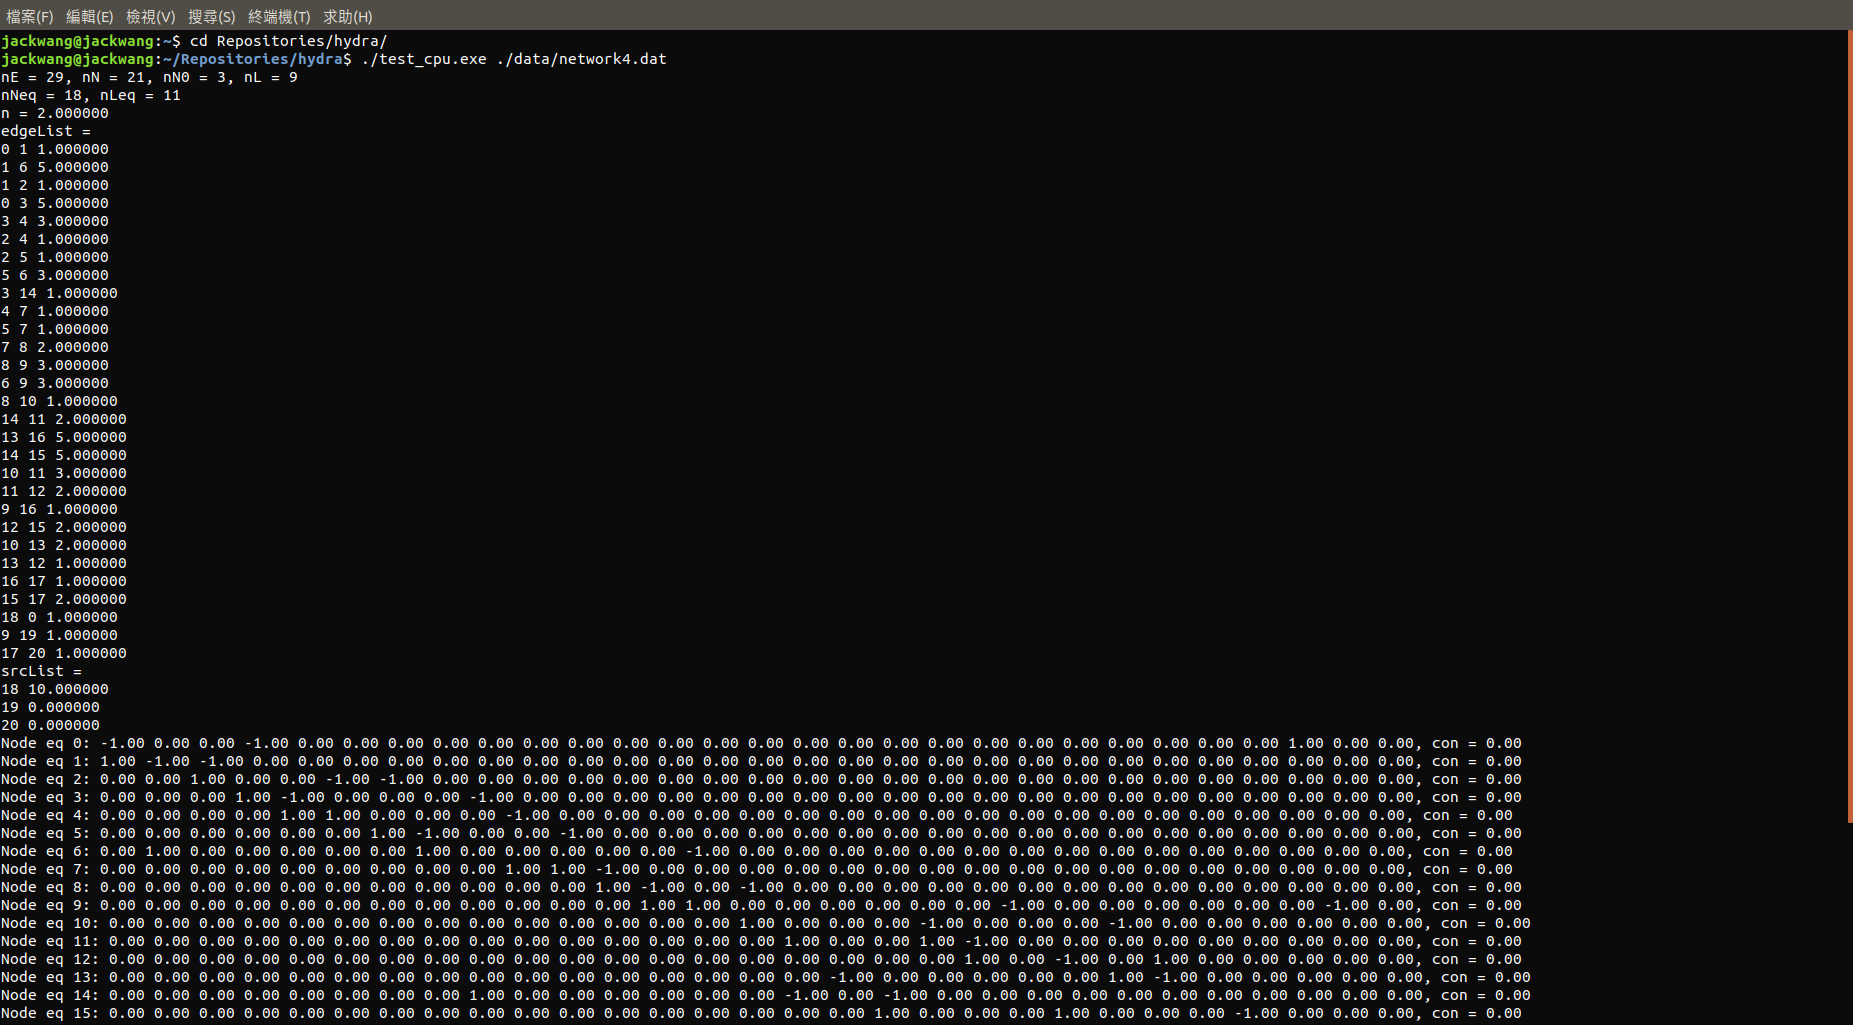 檔案(F) 編輯(E) 檢視(V) 搜尋(S) 終端機(T) 求助(H)
jackwang@jackwang:~$ cd Repositories/hydra/
jackwang@jackwang:~/Repositories/hydra$ ./test_cpu.exe ./data/network4.dat
nE = 29, nN = 21, nN0 = 3, nL = 9
nNeq = 18, nLeq = 11
n = 2.000000
edgeList =
0 1 1.000000
1 6 5.000000
1 2 1.000000
0 3 5.000000
3 4 3.000000
2 4 1.000000
2 5 1.000000
5 6 3.000000
3 14 1.000000
4 7 1.000000
5 7 1.000000
7 8 2.000000
8 9 3.000000
6 9 3.000000
8 10 1.000000
14 11 2.000000
13 16 5.000000
14 15 5.000000
10 11 3.000000
11 12 2.000000
9 16 1.000000
12 15 2.000000
10 13 2.000000
13 12 1.000000
16 17 1.000000
15 17 2.000000
18 0 1.000000
9 19 1.000000
17 20 1.000000
srcList =
18 10.000000
19 0.000000
20 0.000000
Node eq 0: -1.00 0.00 0.00 -1.00 0.00 0.00 0.00 0.00 0.00 0.00 0.00 0.00 0.00 0.00 0.00 0.00 0.00 0.00 0.00 0.00 0.00 0.00 0.00 0.00 0.00 0.00 1.00 0.00 0.00, con = 0.00
Node eq 1: 1.00 -1.00 -1.00 0.00 0.00 0.00 0.00 0.00 0.00 0.00 0.00 0.00 0.00 0.00 0.00 0.00 0.00 0.00 0.00 0.00 0.00 0.00 0.00 0.00 0.00 0.00 0.00 0.00 0.00, con = 0.00
Node eq 2: 0.00 0.00 1.00 0.00 0.00 -1.00 -1.00 0.00 0.00 0.00 0.00 0.00 0.00 0.00 0.00 0.00 0.00 0.00 0.00 0.00 0.00 0.00 0.00 0.00 0.00 0.00 0.00 0.00 0.00, con = 0.00
Node eq 3: 0.00 0.00 0.00 1.00 -1.00 0.00 0.00 0.00 -1.00 0.00 0.00 0.00 0.00 0.00 0.00 0.00 0.00 0.00 0.00 0.00 0.00 0.00 0.00 0.00 0.00 0.00 0.00 0.00 0.00, con = 0.00
Node eq 4: 0.00 0.00 0.00 0.00 1.00 1.00 0.00 0.00 0.00 -1.00 0.00 0.00 0.00 0.00 0.00 0.00 0.00 0.00 0.00 0.00 0.00 0.00 0.00 0.00 0.00 0.00 0.00 0.00 0.00, con = 0.00
Node eq 5: 0.00 0.00 0.00 0.00 0.00 0.00 1.00 -1.00 0.00 0.00 -1.00 0.00 0.00 0.00 0.00 0.00 0.00 0.00 0.00 0.00 0.00 0.00 0.00 0.00 0.00 0.00 0.00 0.00 0.00, con = 0.00
Node eq 6: 0.00 1.00 0.00 0.00 0.00 0.00 0.00 1.00 0.00 0.00 0.00 0.00 0.00 -1.00 0.00 0.00 0.00 0.00 0.00 0.00 0.00 0.00 0.00 0.00 0.00 0.00 0.00 0.00 0.00, con = 0.00
Node eq 7: 0.00 0.00 0.00 0.00 0.00 0.00 0.00 0.00 0.00 1.00 1.00 -1.00 0.00 0.00 0.00 0.00 0.00 0.00 0.00 0.00 0.00 0.00 0.00 0.00 0.00 0.00 0.00 0.00 0.00, con = 0.00
Node eq 8: 0.00 0.00 0.00 0.00 0.00 0.00 0.00 0.00 0.00 0.00 0.00 1.00 -1.00 0.00 -1.00 0.00 0.00 0.00 0.00 0.00 0.00 0.00 0.00 0.00 0.00 0.00 0.00 0.00 0.00, con = 0.00
Node eq 9: 0.00 0.00 0.00 0.00 0.00 0.00 0.00 0.00 0.00 0.00 0.00 0.00 1.00 1.00 0.00 0.00 0.00 0.00 0.00 0.00 -1.00 0.00 0.00 0.00 0.00 0.00 0.00 -1.00 0.00, con = 0.00
Node eq 10: 0.00 0.00 0.00 0.00 0.00 0.00 0.00 0.00 0.00 0.00 0.00 0.00 0.00 0.00 1.00 0.00 0.00 0.00 -1.00 0.00 0.00 0.00 -1.00 0.00 0.00 0.00 0.00 0.00 0.00, con = 0.00
Node eq 11: 0.00 0.00 0.00 0.00 0.00 0.00 0.00 0.00 0.00 0.00 0.00 0.00 0.00 0.00 0.00 1.00 0.00 0.00 1.00 -1.00 0.00 0.00 0.00 0.00 0.00 0.00 0.00 0.00 0.00, con = 0.00
Node eq 12: 0.00 0.00 0.00 0.00 0.00 0.00 0.00 0.00 0.00 0.00 0.00 0.00 0.00 0.00 0.00 0.00 0.00 0.00 0.00 1.00 0.00 -1.00 0.00 1.00 0.00 0.00 0.00 0.00 0.00, con = 0.00
Node eq 13: 0.00 0.00 0.00 0.00 0.00 0.00 0.00 0.00 0.00 0.00 0.00 0.00 0.00 0.00 0.00 0.00 -1.00 0.00 0.00 0.00 0.00 0.00 1.00 -1.00 0.00 0.00 0.00 0.00 0.00, con = 0.00
Node eq 14: 0.00 0.00 0.00 0.00 0.00 0.00 0.00 0.00 1.00 0.00 0.00 0.00 0.00 0.00 0.00 -1.00 0.00 -1.00 0.00 0.00 0.00 0.00 0.00 0.00 0.00 0.00 0.00 0.00 0.00, con = 0.00
Node eq 15: 0.00 0.00 0.00 0.00 0.00 0.00 0.00 0.00 0.00 0.00 0.00 0.00 0.00 0.00 0.00 0.00 0.00 1.00 0.00 0.00 0.00 1.00 0.00 0.00 0.00 -1.00 0.00 0.00 0.00, con = 0.00